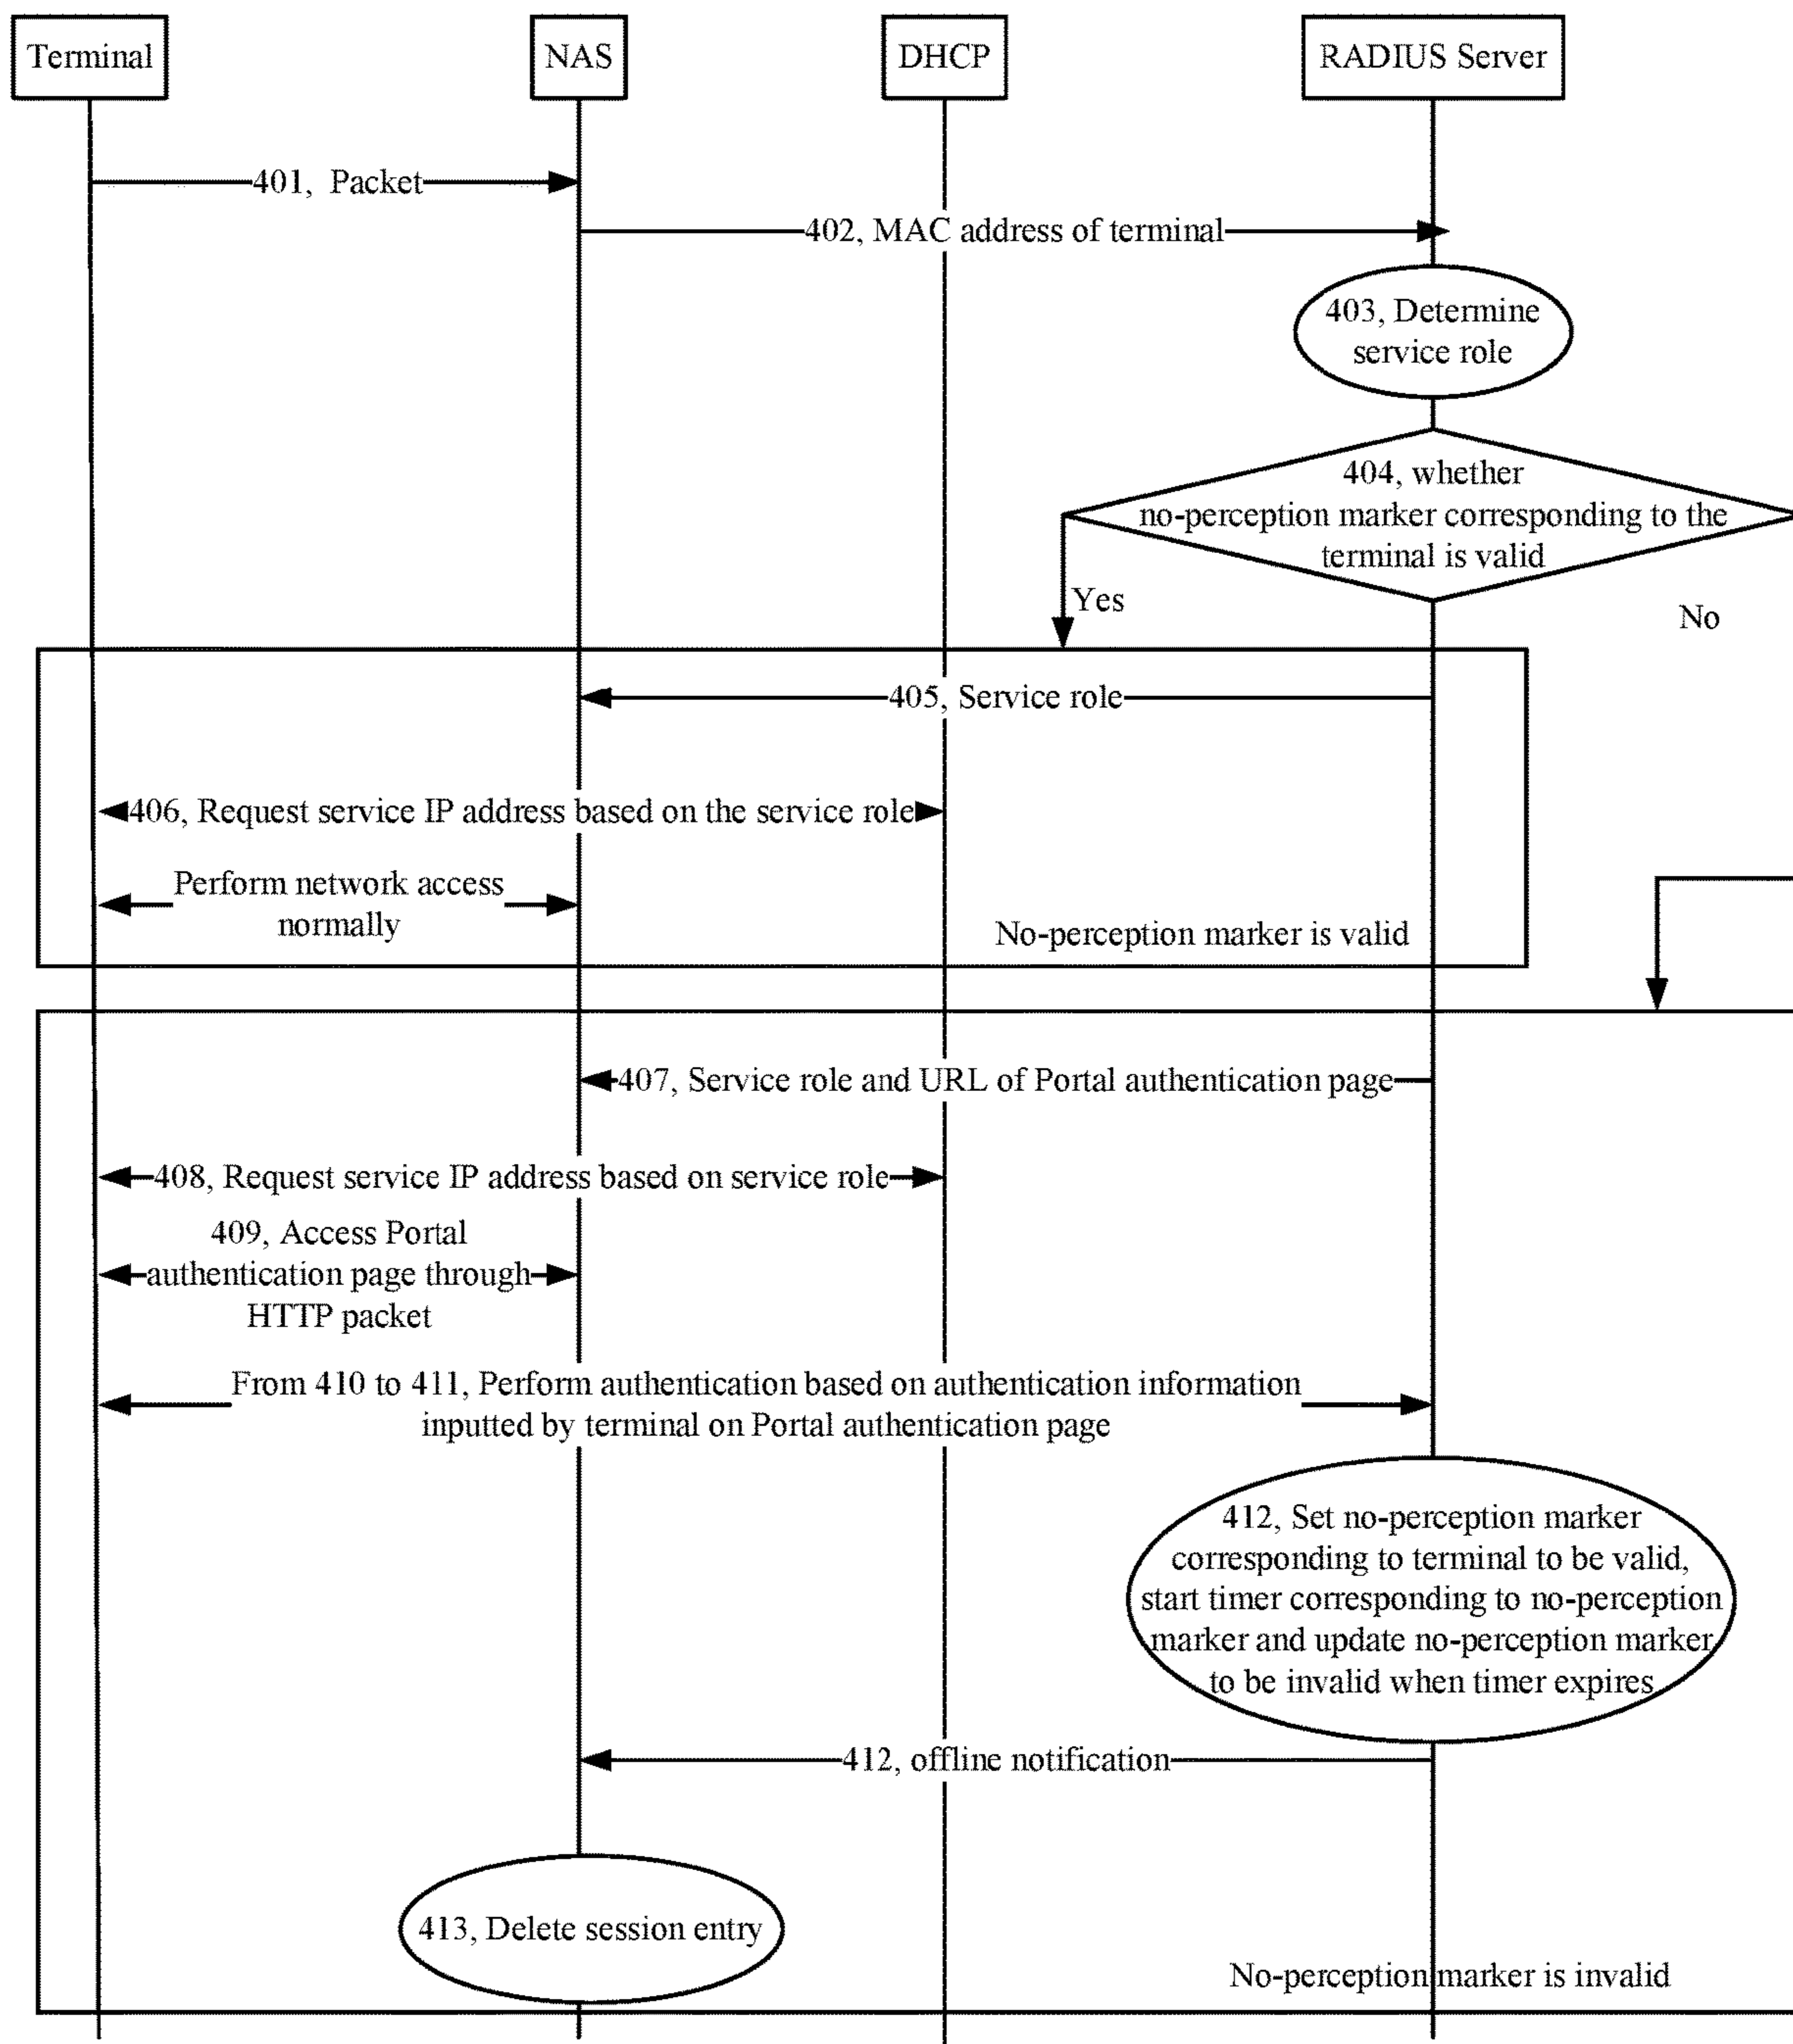 Terminal
NAS
DHCP
RADIUS Server
401, Packet
402, MAC address of terminal
403, Determine
service role
404, whether
no-perception marker corresponding to the
terminal is valid
Yes
No
405, Service role
406, Request service IP address based on the service role
Perform network access
normally
No-perception marker is valid
407, Service role and URL of Portal authentication page
408, Request service IP address based on service role
409, Access Portal
authentication page through
HTTP packet
From 410 to 411, Perform authentication based on authentication information
inputted by terminal on Portal authentication page
412, Set no-perception marker
corresponding to terminal to be valid,
start timer corresponding to no-perception
marker and update no-perception marker
to be invalid when timer expires
412, offline notification
413, Delete session entry
No-perception marker is invalid